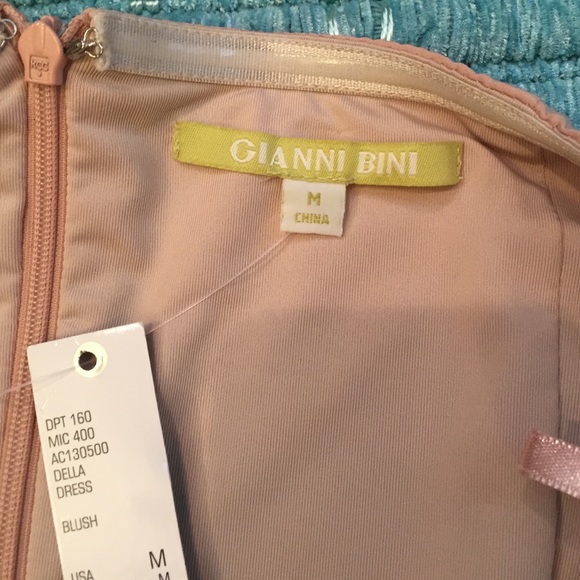 GIANNI BINI
M
CHINA
DPT 160
MIC 400
AC130500
DELLA
DRESS
BLUSH
USA M
M